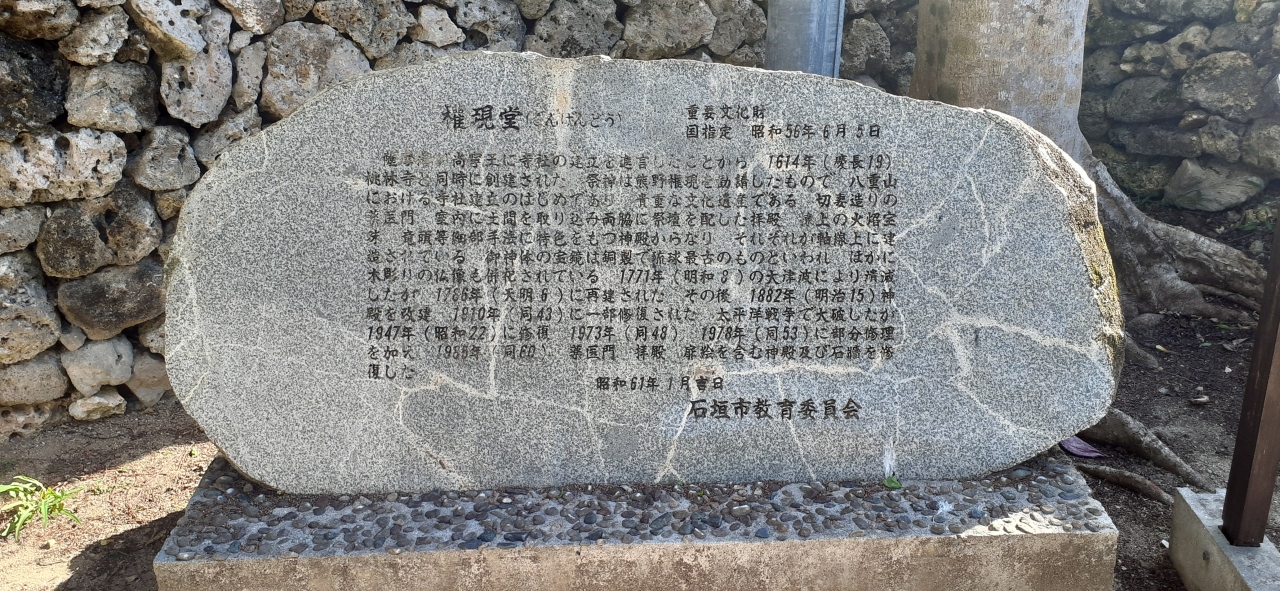 権現堂(ごんげんどう)
重要文化財
国指定 昭和56年6月5日
権現堂は 尚寧王に寺社の建立を進言したことから 1614年(慶長19)
桃林寺と同時に創建された 祭神は熊野権現を勧請したもので 八重山
における寺社建立のはじめであり 貴重な文化遺産である 切妻造りの
薬医門 室内に土間を取り込み両脇に祭壇を配した拝殿 棟上の火焔宝
珠 竜頭等細部手法に特色をもつ神殿からなり それぞれが軸線上に建
造されている 御神体の宝鏡は銅製で琉球最古のものといわれ ほかに
木彫りの仏像も併祀されている 1771年(明和8)の大津波により潰滅
したが 1786年(天明6)に再建された その後 1882年(明治15)神
殿を改建 1910年(同43)に一部修復された 太平洋戦争で大破したが
1947年(昭和22)に修復 1973年(同48) 1978年(同53)に部分修理
を加え 1985年(同60) 薬医門 拝殿 扉絵を含む神殿及び石牆を修
復した
昭和61年1月吉日
石垣市教育委員会